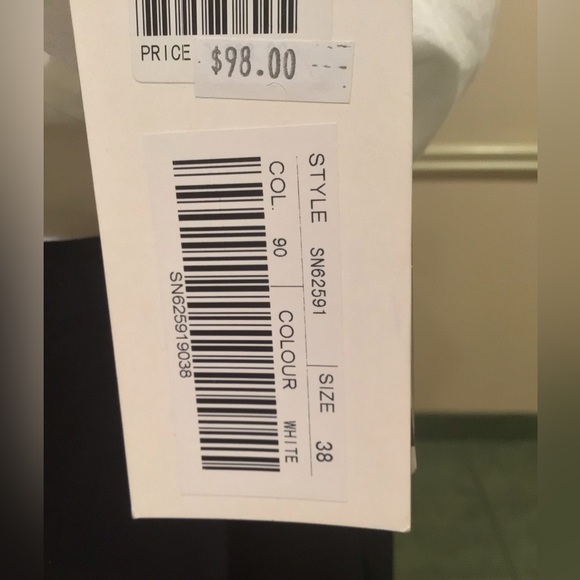 PRICE $98.00
STYLE SN62591 SIZE 38
COL. 90 COLOUR WHITE
SN625919038